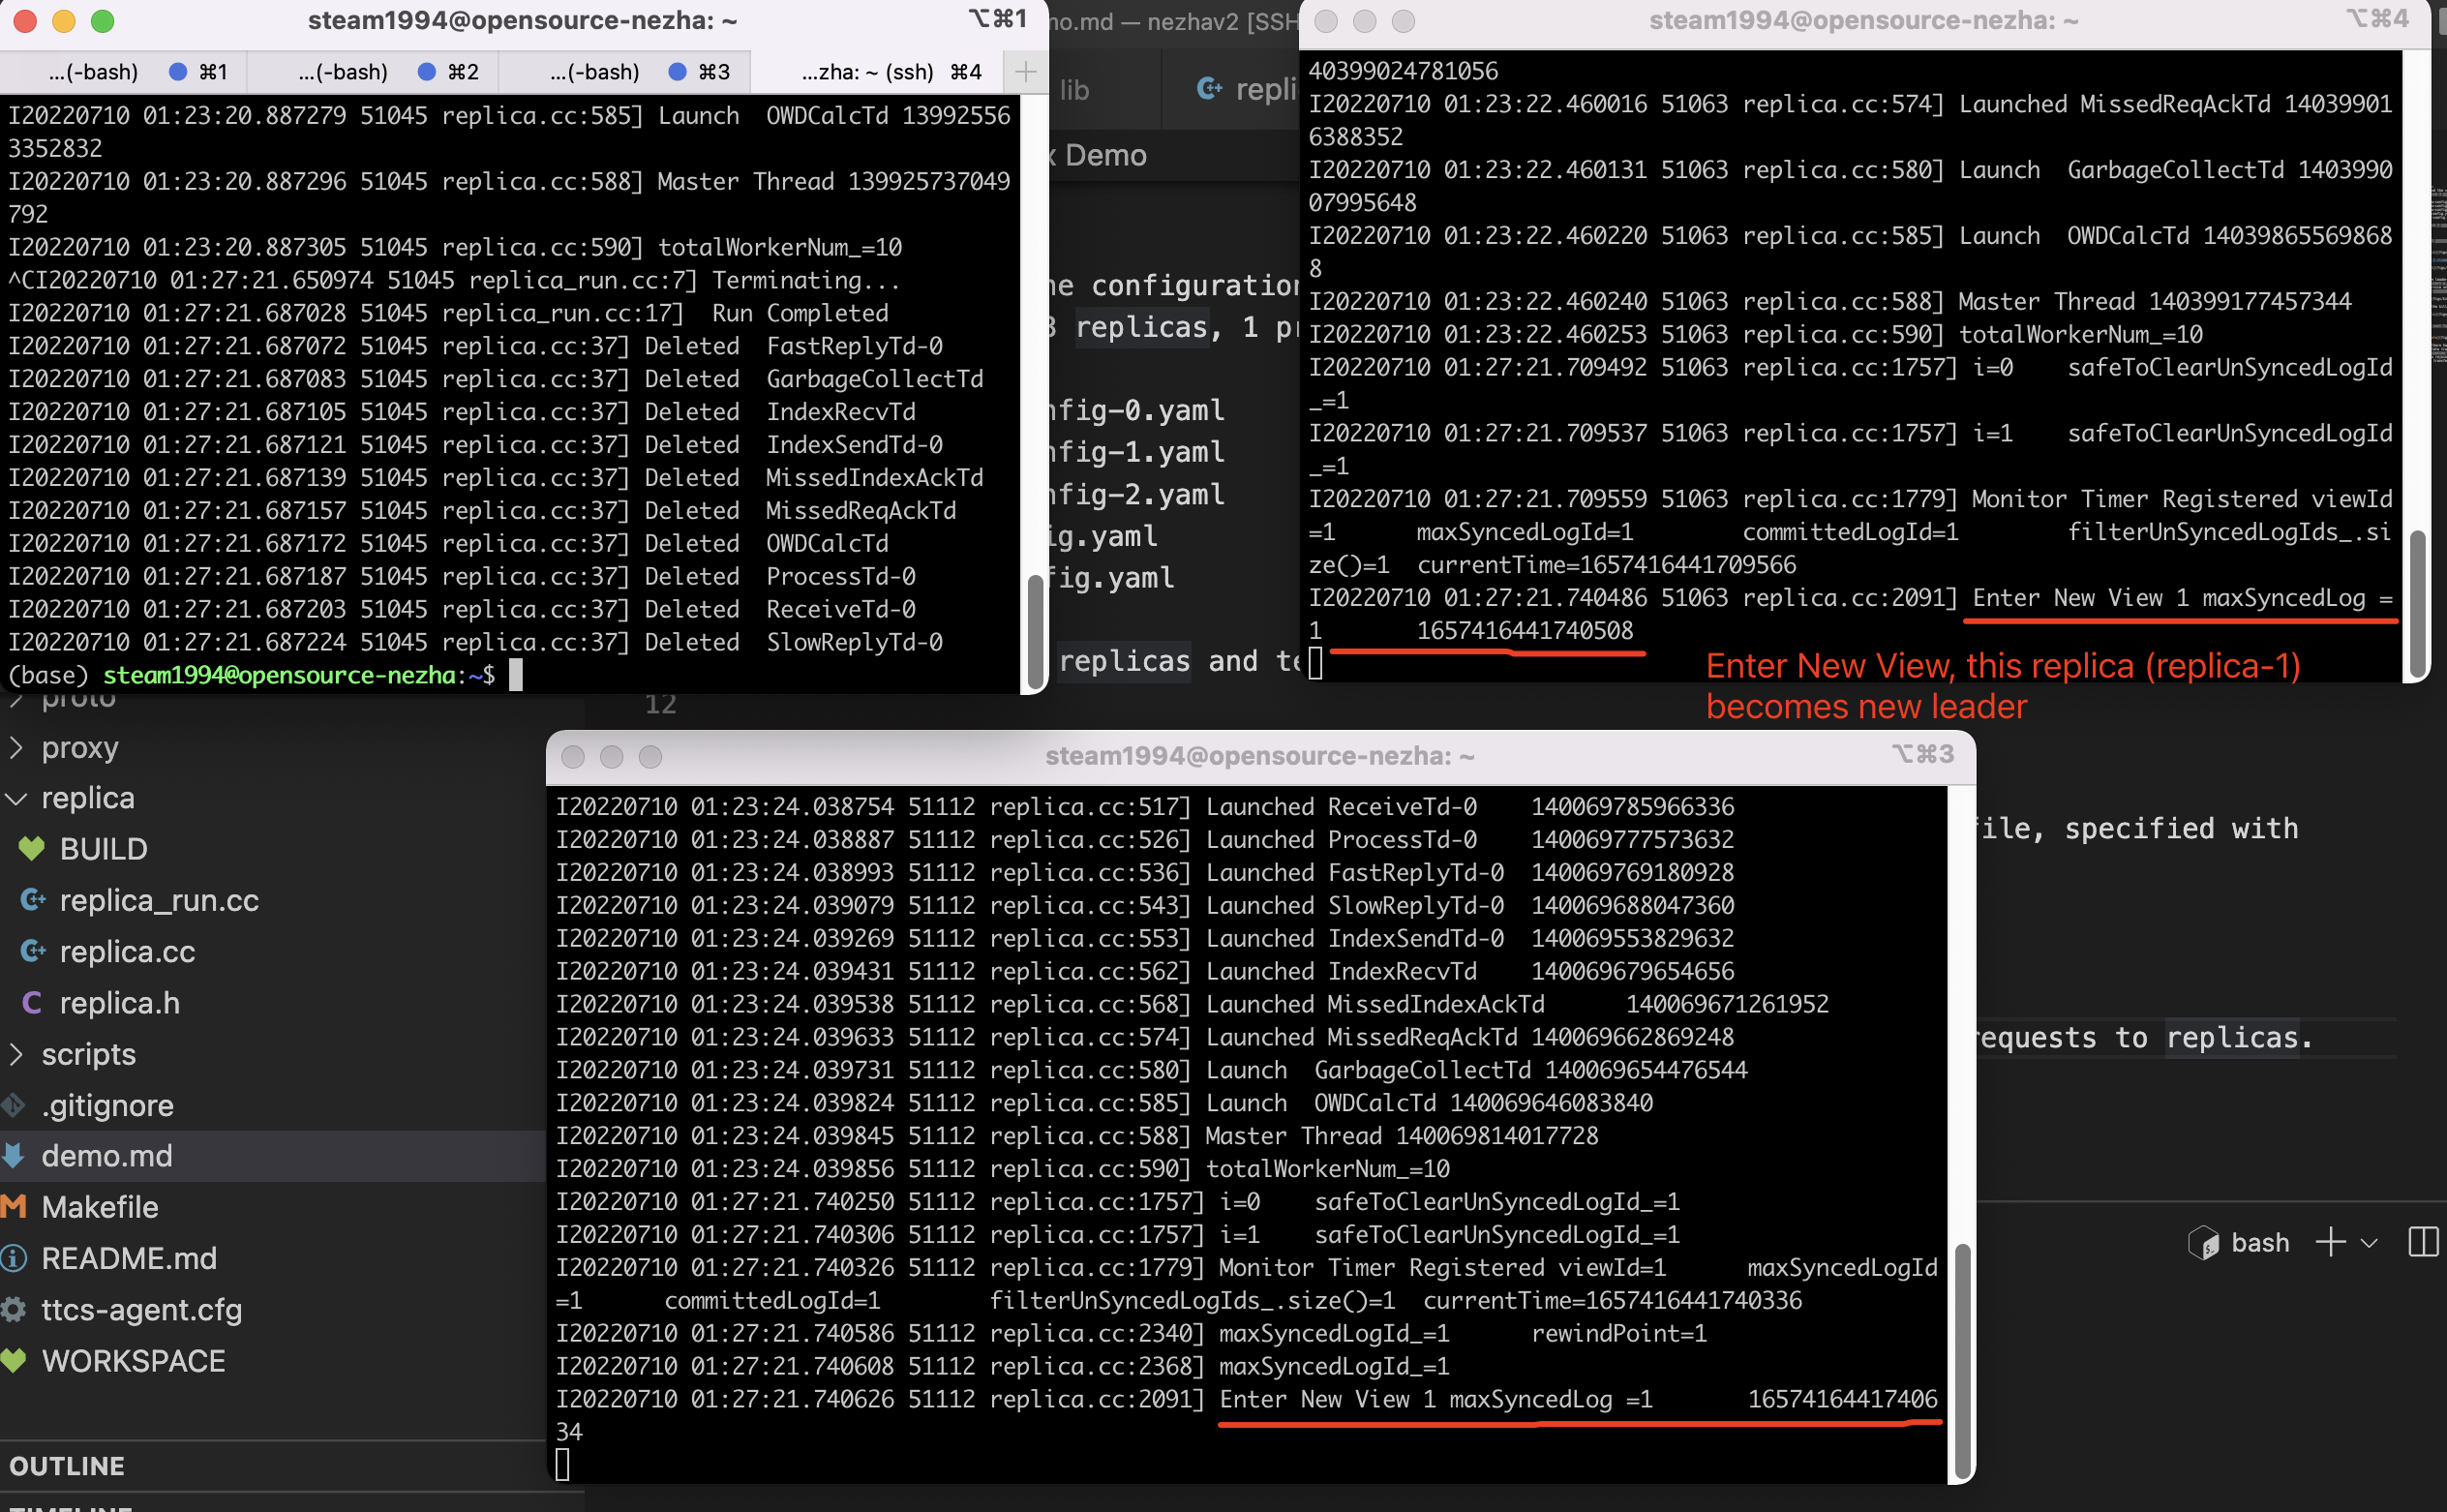 steam1994@opensource-nezha: ~ ⌥⌘1
...(-bash) ⌘1 ...(-bash) ⌘2 ...(-bash) ⌘3 ...zha: ~ (ssh) ⌘4
I20220710 01:23:20.887279 51045 replica.cc:585] Launch  OWDCalcTd 13992556
3352832
I20220710 01:23:20.887296 51045 replica.cc:588] Master Thread 139925737049
792
I20220710 01:23:20.887305 51045 replica.cc:590] totalWorkerNum_=10
^CI20220710 01:27:21.650974 51045 replica_run.cc:7] Terminating...
I20220710 01:27:21.687028 51045 replica_run.cc:17]  Run Completed
I20220710 01:27:21.687072 51045 replica.cc:37] Deleted  FastReplyTd-0
I20220710 01:27:21.687083 51045 replica.cc:37] Deleted  GarbageCollectTd
I20220710 01:27:21.687105 51045 replica.cc:37] Deleted  IndexRecvTd
I20220710 01:27:21.687121 51045 replica.cc:37] Deleted  IndexSendTd-0
I20220710 01:27:21.687139 51045 replica.cc:37] Deleted  MissedIndexAckTd
I20220710 01:27:21.687157 51045 replica.cc:37] Deleted  MissedReqAckTd
I20220710 01:27:21.687172 51045 replica.cc:37] Deleted  OWDCalcTd
I20220710 01:27:21.687187 51045 replica.cc:37] Deleted  ProcessTd-0
I20220710 01:27:21.687203 51045 replica.cc:37] Deleted  ReceiveTd-0
I20220710 01:27:21.687224 51045 replica.cc:37] Deleted  SlowReplyTd-0
(base) steam1994@opensource-nezha:~$
mo.md — nezhav2 [SSH
lib repli
x Demo
he configuration
3 replicas, 1 pr
nfig-0.yaml
nfig-1.yaml
nfig-2.yaml
ig.yaml
fig.yaml
replicas and te
12
steam1994@opensource-nezha: ~ ⌥⌘4
40399024781056
I20220710 01:23:22.460016 51063 replica.cc:574] Launched MissedReqAckTd 14039901
6388352
I20220710 01:23:22.460131 51063 replica.cc:580] Launch  GarbageCollectTd 1403990
07995648
I20220710 01:23:22.460220 51063 replica.cc:585] Launch  OWDCalcTd 14039865569868
8
I20220710 01:23:22.460240 51063 replica.cc:588] Master Thread 140399177457344
I20220710 01:23:22.460253 51063 replica.cc:590] totalWorkerNum_=10
I20220710 01:27:21.709492 51063 replica.cc:1757] i=0    safeToClearUnSyncedLogId
_=1
I20220710 01:27:21.709537 51063 replica.cc:1757] i=1    safeToClearUnSyncedLogId
_=1
I20220710 01:27:21.709559 51063 replica.cc:1779] Monitor Timer Registered viewId
=1      maxSyncedLogId=1        committedLogId=1        filterUnSyncedLogIds_.si
ze()=1  currentTime=1657416441709566
I20220710 01:27:21.740486 51063 replica.cc:2091] Enter New View 1 maxSyncedLog =
1       1657416441740508
Enter New View, this replica (replica-1)
becomes new leader
proto
proxy
replica
BUILD
replica_run.cc
replica.cc
replica.h
scripts
.gitignore
demo.md
Makefile
README.md
ttcs-agent.cfg
WORKSPACE
OUTLINE
TIMELINE
steam1994@opensource-nezha: ~ ⌥⌘3
I20220710 01:23:24.038754 51112 replica.cc:517] Launched ReceiveTd-0    140069785966336
I20220710 01:23:24.038887 51112 replica.cc:526] Launched ProcessTd-0    140069777573632
I20220710 01:23:24.038993 51112 replica.cc:536] Launched FastReplyTd-0  140069769180928
I20220710 01:23:24.039079 51112 replica.cc:543] Launched SlowReplyTd-0  140069688047360
I20220710 01:23:24.039269 51112 replica.cc:553] Launched IndexSendTd-0  140069553829632
I20220710 01:23:24.039431 51112 replica.cc:562] Launched IndexRecvTd    140069679654656
I20220710 01:23:24.039538 51112 replica.cc:568] Launched MissedIndexAckTd      140069671261952
I20220710 01:23:24.039633 51112 replica.cc:574] Launched MissedReqAckTd 140069662869248
I20220710 01:23:24.039731 51112 replica.cc:580] Launch  GarbageCollectTd 140069654476544
I20220710 01:23:24.039824 51112 replica.cc:585] Launch  OWDCalcTd 140069646083840
I20220710 01:23:24.039845 51112 replica.cc:588] Master Thread 140069814017728
I20220710 01:23:24.039856 51112 replica.cc:590] totalWorkerNum_=10
I20220710 01:27:21.740250 51112 replica.cc:1757] i=0    safeToClearUnSyncedLogId_=1
I20220710 01:27:21.740306 51112 replica.cc:1757] i=1    safeToClearUnSyncedLogId_=1
I20220710 01:27:21.740326 51112 replica.cc:1779] Monitor Timer Registered viewId=1      maxSyncedLogId
=1      committedLogId=1        filterUnSyncedLogIds_.size()=1  currentTime=1657416441740336
I20220710 01:27:21.740586 51112 replica.cc:2340] maxSyncedLogId_=1      rewindPoint=1
I20220710 01:27:21.740608 51112 replica.cc:2368] maxSyncedLogId_=1
I20220710 01:27:21.740626 51112 replica.cc:2091] Enter New View 1 maxSyncedLog =1       16574164417406
34
file, specified with
requests to replicas.
bash